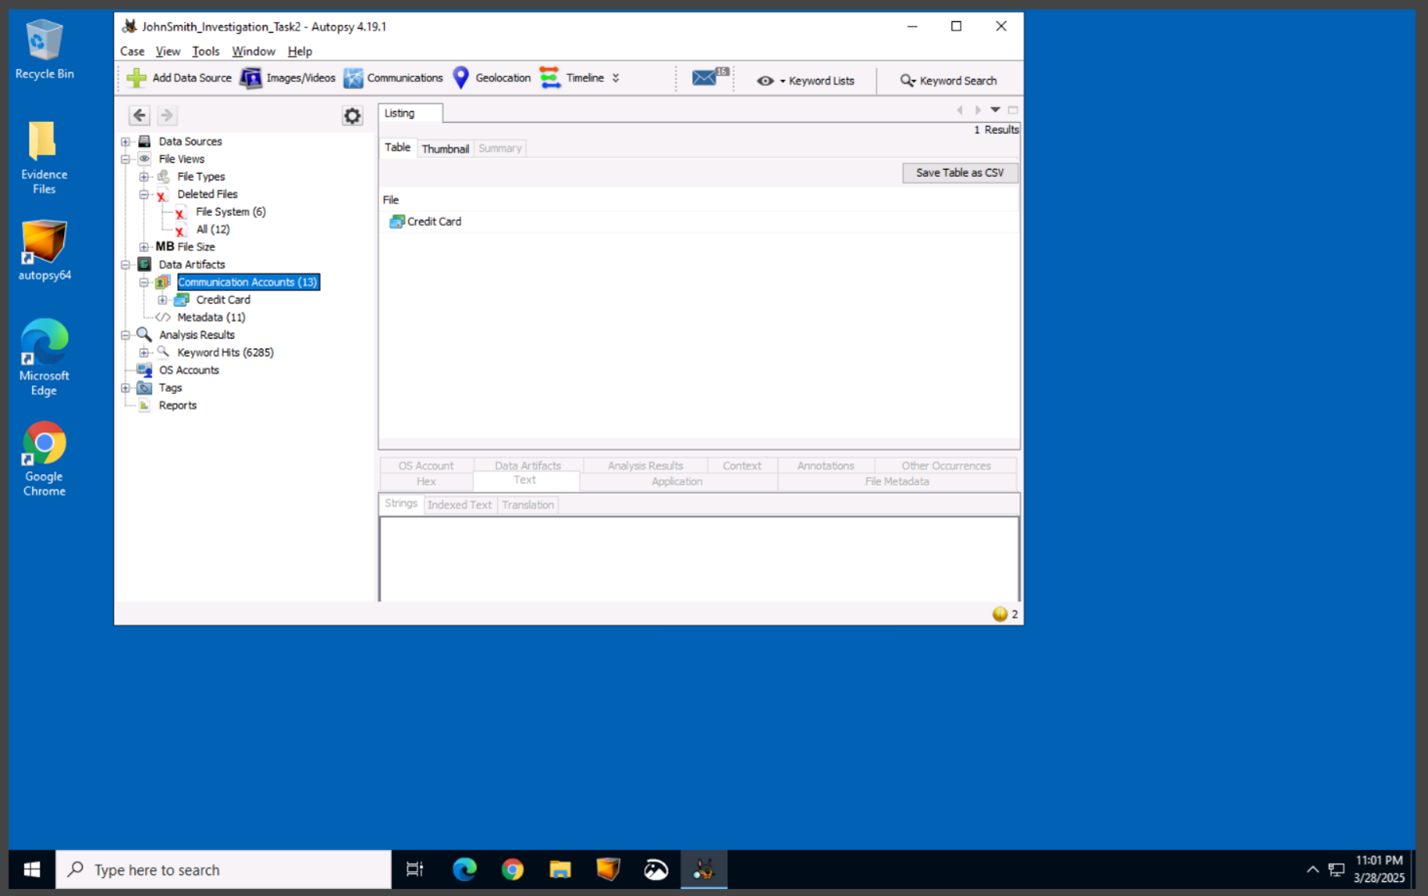 JohnSmith_Investigation_Task2 - Autopsy 4.19.1
Case View Tools Window Help
Add Data Source Images/Videos Communications Geolocation Timeline 16 Keyword Lists Keyword Search
Recycle Bin
Evidence
Files
autopsy64
Microsoft
Edge
Google
Chrome
Data Sources
File Views
File Types
Deleted Files
File System (6)
All (12)
MB File Size
Data Artifacts
Communication Accounts (13)
Credit Card
Metadata (11)
Analysis Results
Keyword Hits (6285)
OS Accounts
Tags
Reports
Listing
1 Results
Table Thumbnail Summary
Save Table as CSV
File
Credit Card
OS Account Data Artifacts Analysis Results Context Annotations Other Occurrences
Hex Text Application File Metadata
Strings Indexed Text Translation
2
Type here to search
11:01 PM
3/28/2025